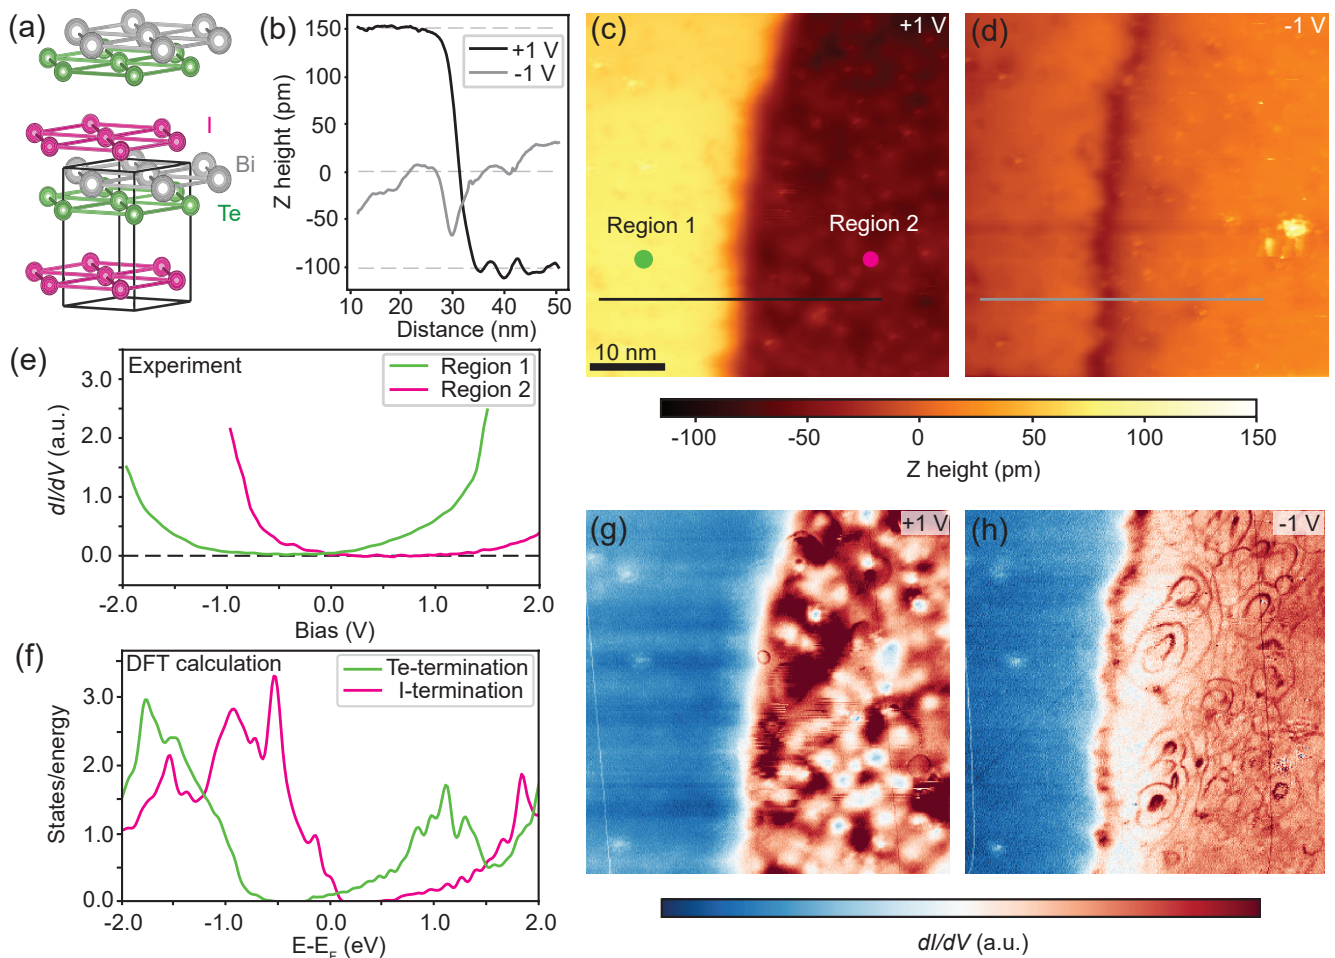 (a)
I
Bi
Te
(b)
+1 V
-1 V
150
100
50
0
-50
-100
Z height (pm)
10 20 30 40 50
Distance (nm)
(c)
+1 V
Region 1
Region 2
10 nm
(d)
-1 V
-100 -50 0 50 100 150
Z height (pm)
(e)
Experiment
Region 1
Region 2
3.0
2.0
1.0
0.0
dI/dV (a.u.)
-2.0 -1.0 0.0 1.0 2.0
Bias (V)
(f)
DFT calculation
Te-termination
I-termination
3.0
2.0
1.0
0.0
States/energy
-2.0 -1.0 0.0 1.0 2.0
E-E_F (eV)
(g)
+1 V
(h)
-1 V
dI/dV (a.u.)